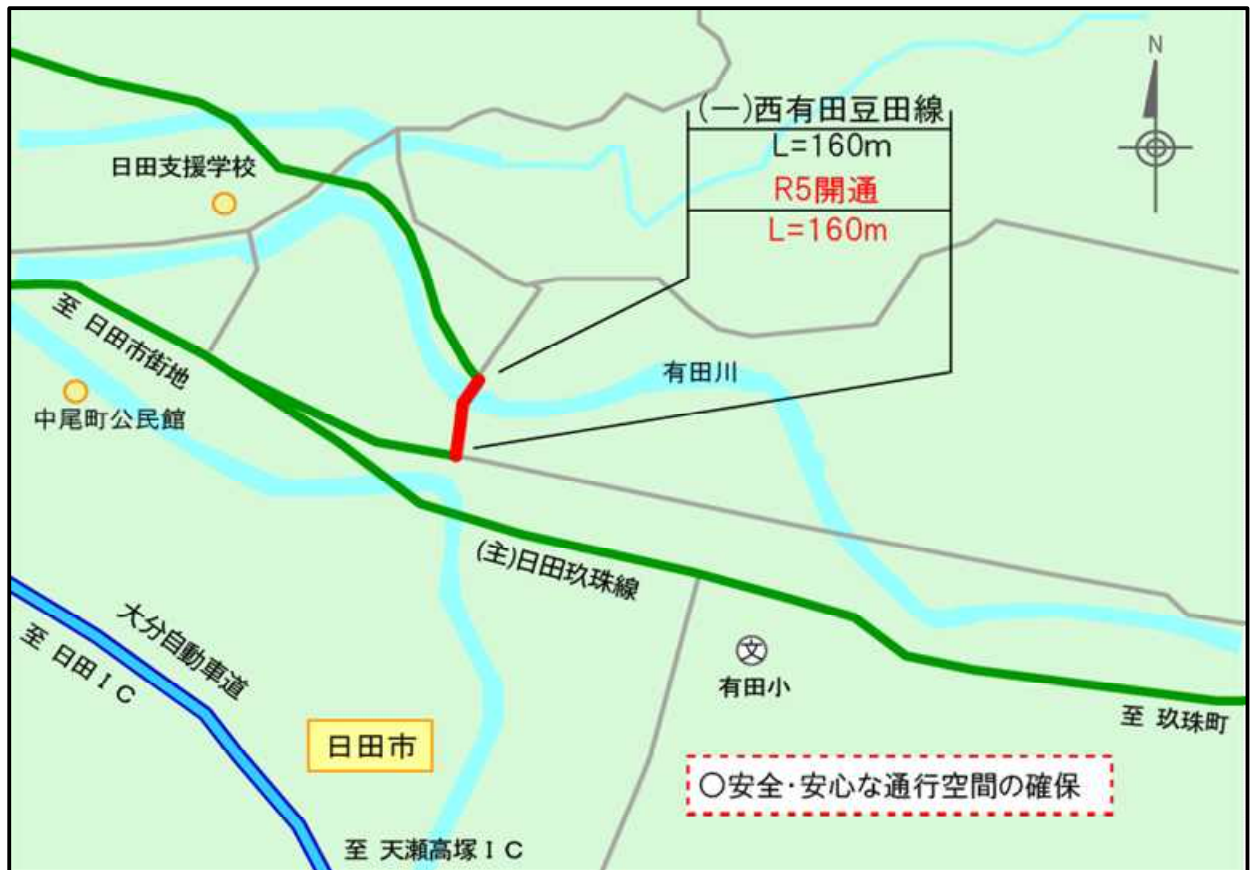 N
(一)西有田豆田線
L=160m
R5開通
L=160m
日田支援学校
至 日田市街地
有田川
中尾町公民館
(主)日田玖珠線
大分自動車道
至 日田IC
文
有田小
至 玖珠町
日田市
○安全・安心な通行空間の確保
至 天瀬高塚IC